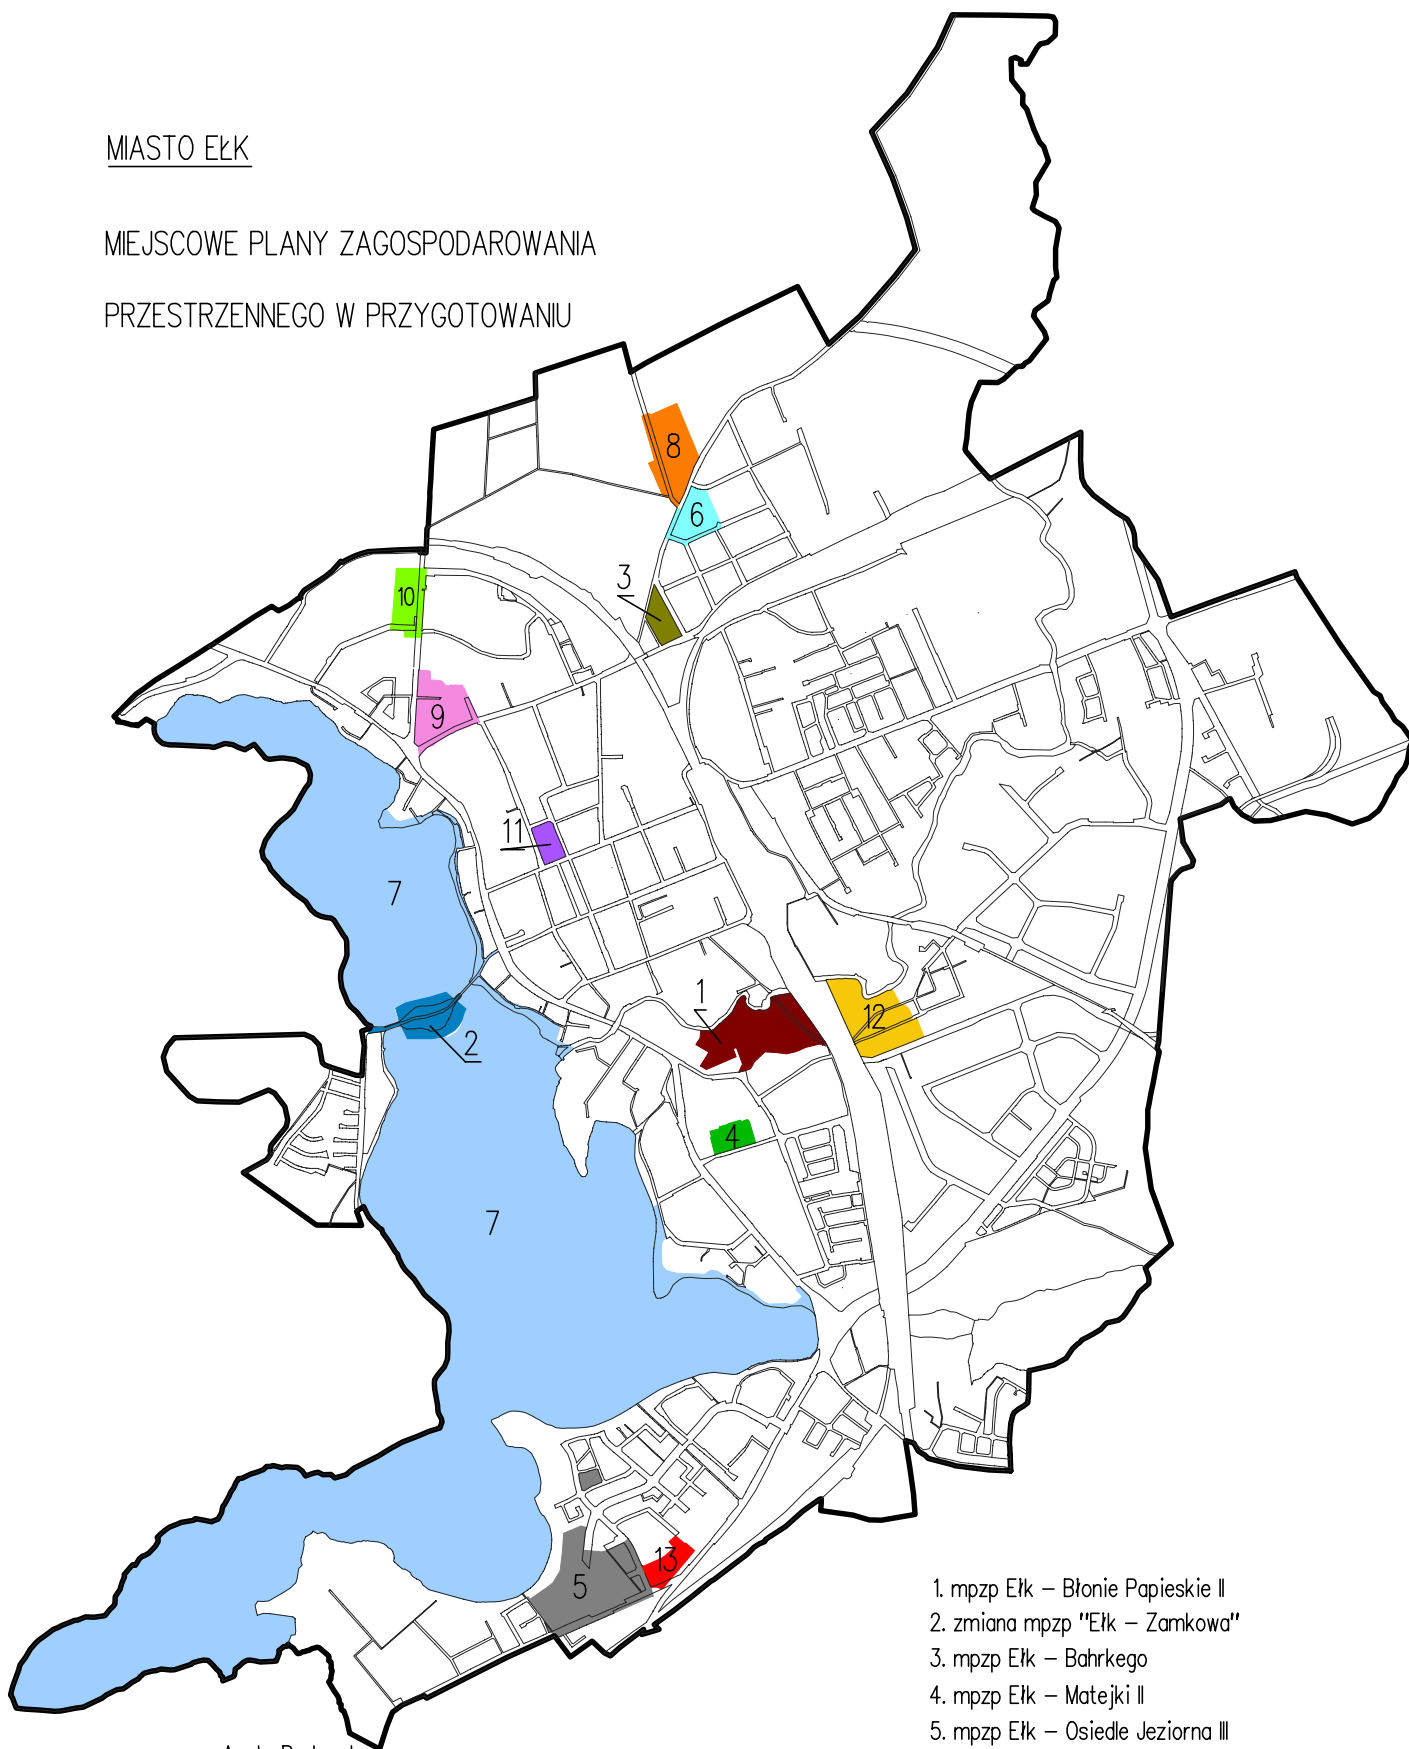 MIASTO EŁK
MIEJSCOWE PLANY ZAGOSPODAROWANIA
PRZESTRZENNEGO W PRZYGOTOWANIU
8
6
3
10
9
11
7
1
12
2
4
7
13
5
1. mpzp Ełk – Błonie Papieskie II
2. zmiana mpzp "Ełk – Zamkowa"
3. mpzp Ełk – Bahrkego
4. mpzp Ełk – Matejki II
5. mpzp Ełk – Osiedle Jeziorna III